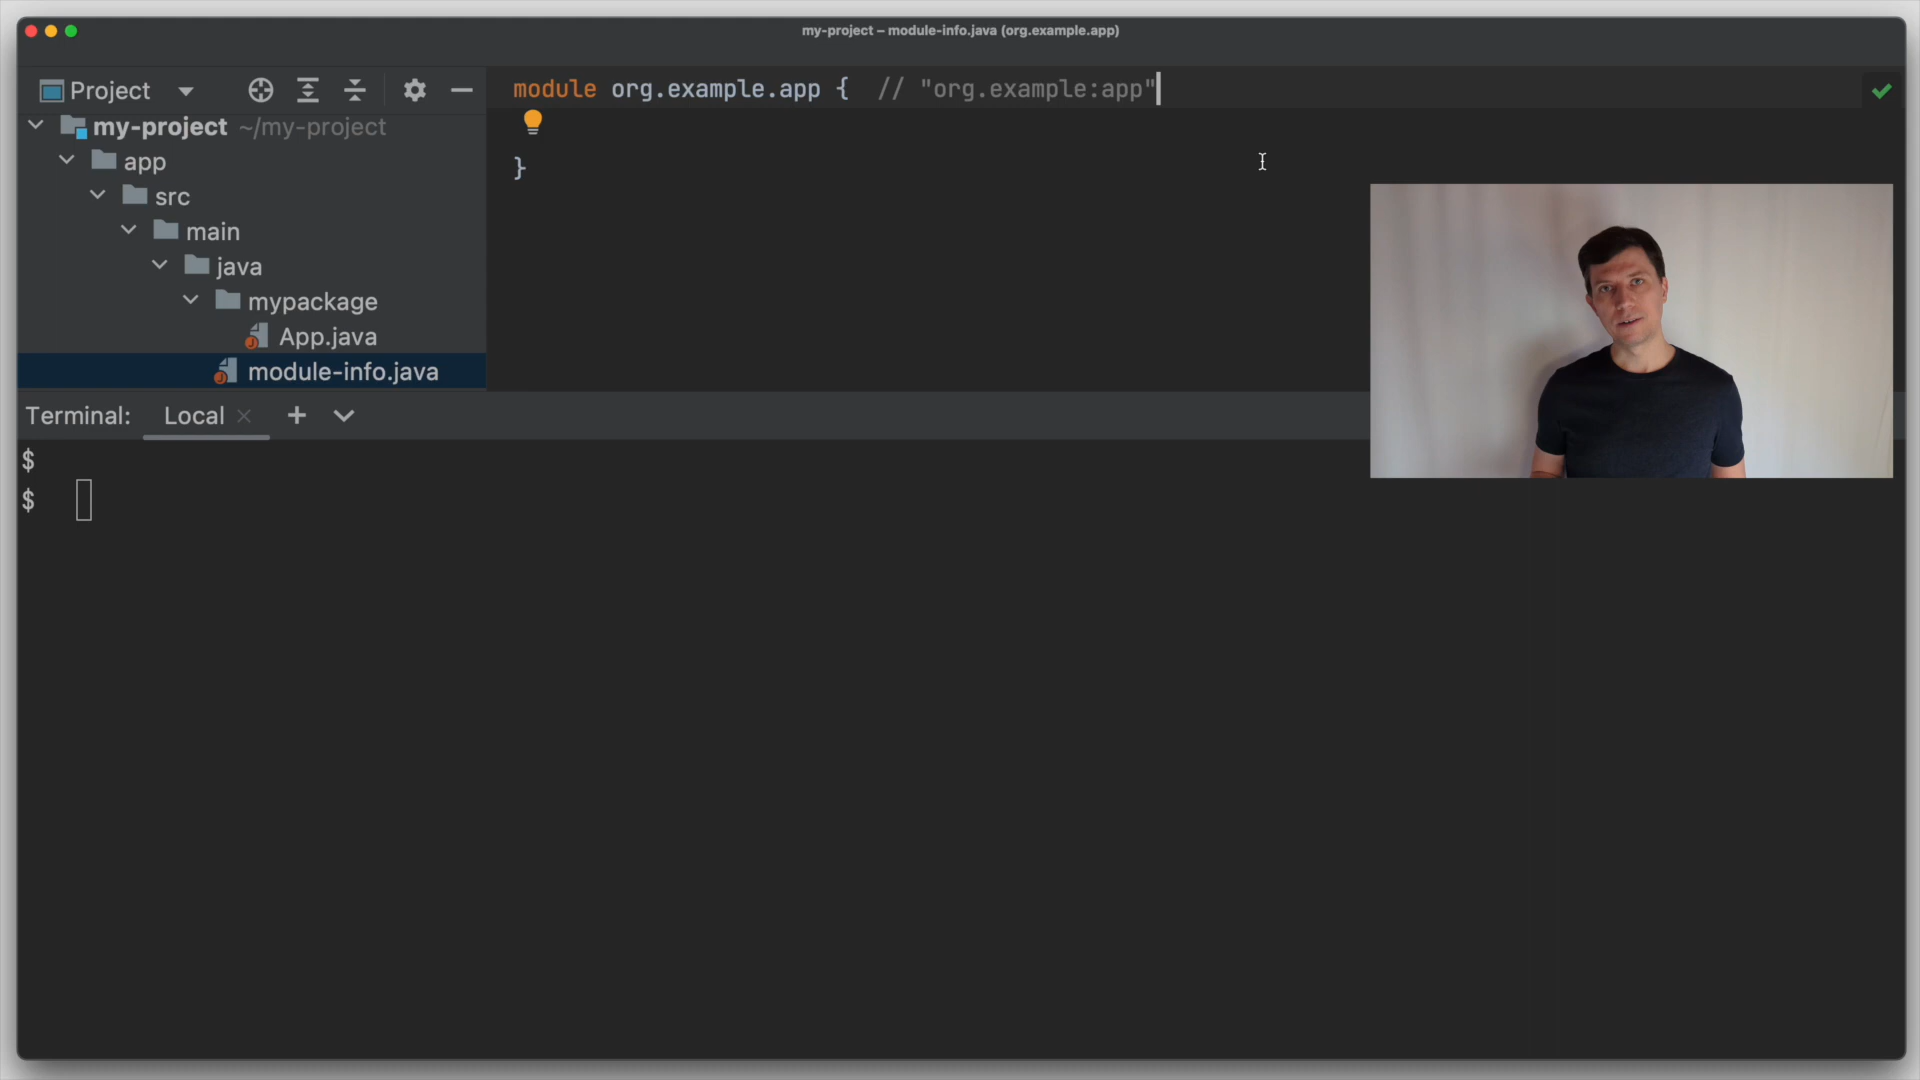 my-project – module-info.java (org.example.app)
Project
module org.example.app {  // "org.example:app"
my-project ~/my-project
}
app
src
main
java
mypackage
App.java
module-info.java
Terminal: Local
$
$